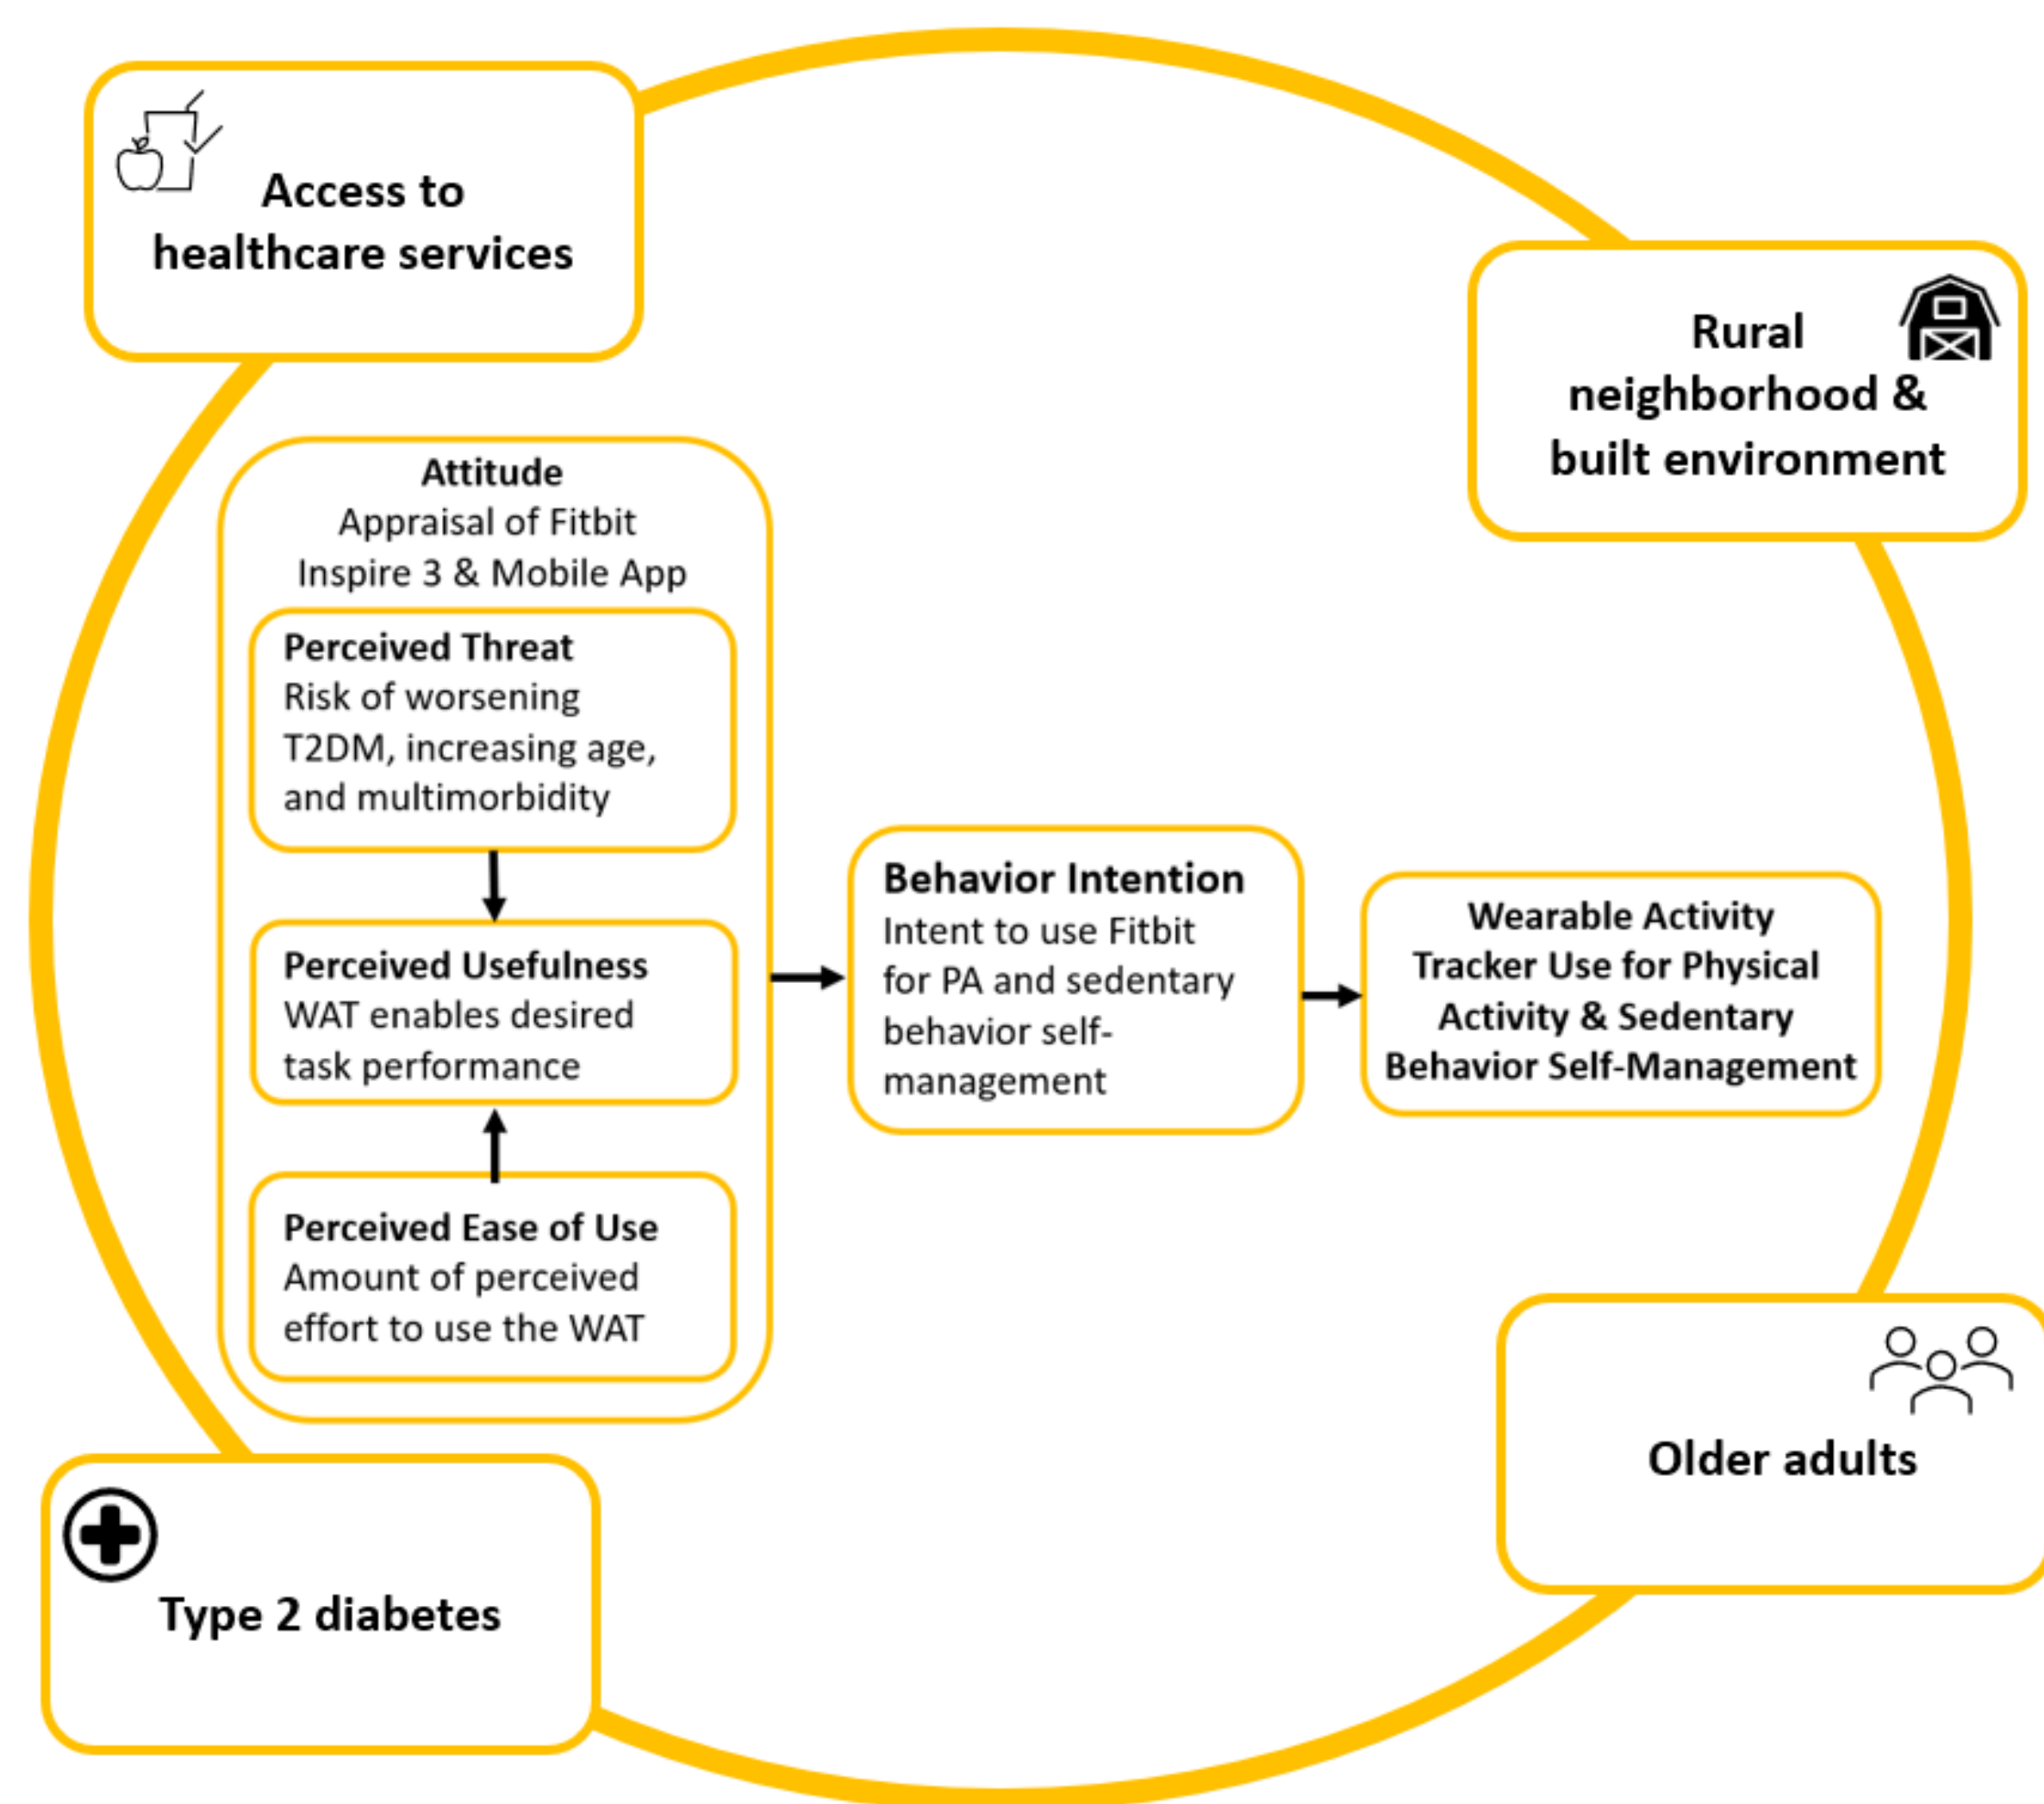 Access to
healthcare services
Rural
neighborhood &
built environment
Attitude
Appraisal of Fitbit
Inspire 3 & Mobile App
Perceived Threat
Risk of worsening
T2DM, increasing age,
and multimorbidity
Perceived Usefulness
WAT enables desired
task performance
Perceived Ease of Use
Amount of perceived
effort to use the WAT
Behavior Intention
Intent to use Fitbit
for PA and sedentary
behavior self-
management
Wearable Activity
Tracker Use for Physical
Activity & Sedentary
Behavior Self-Management
Older adults
Type 2 diabetes